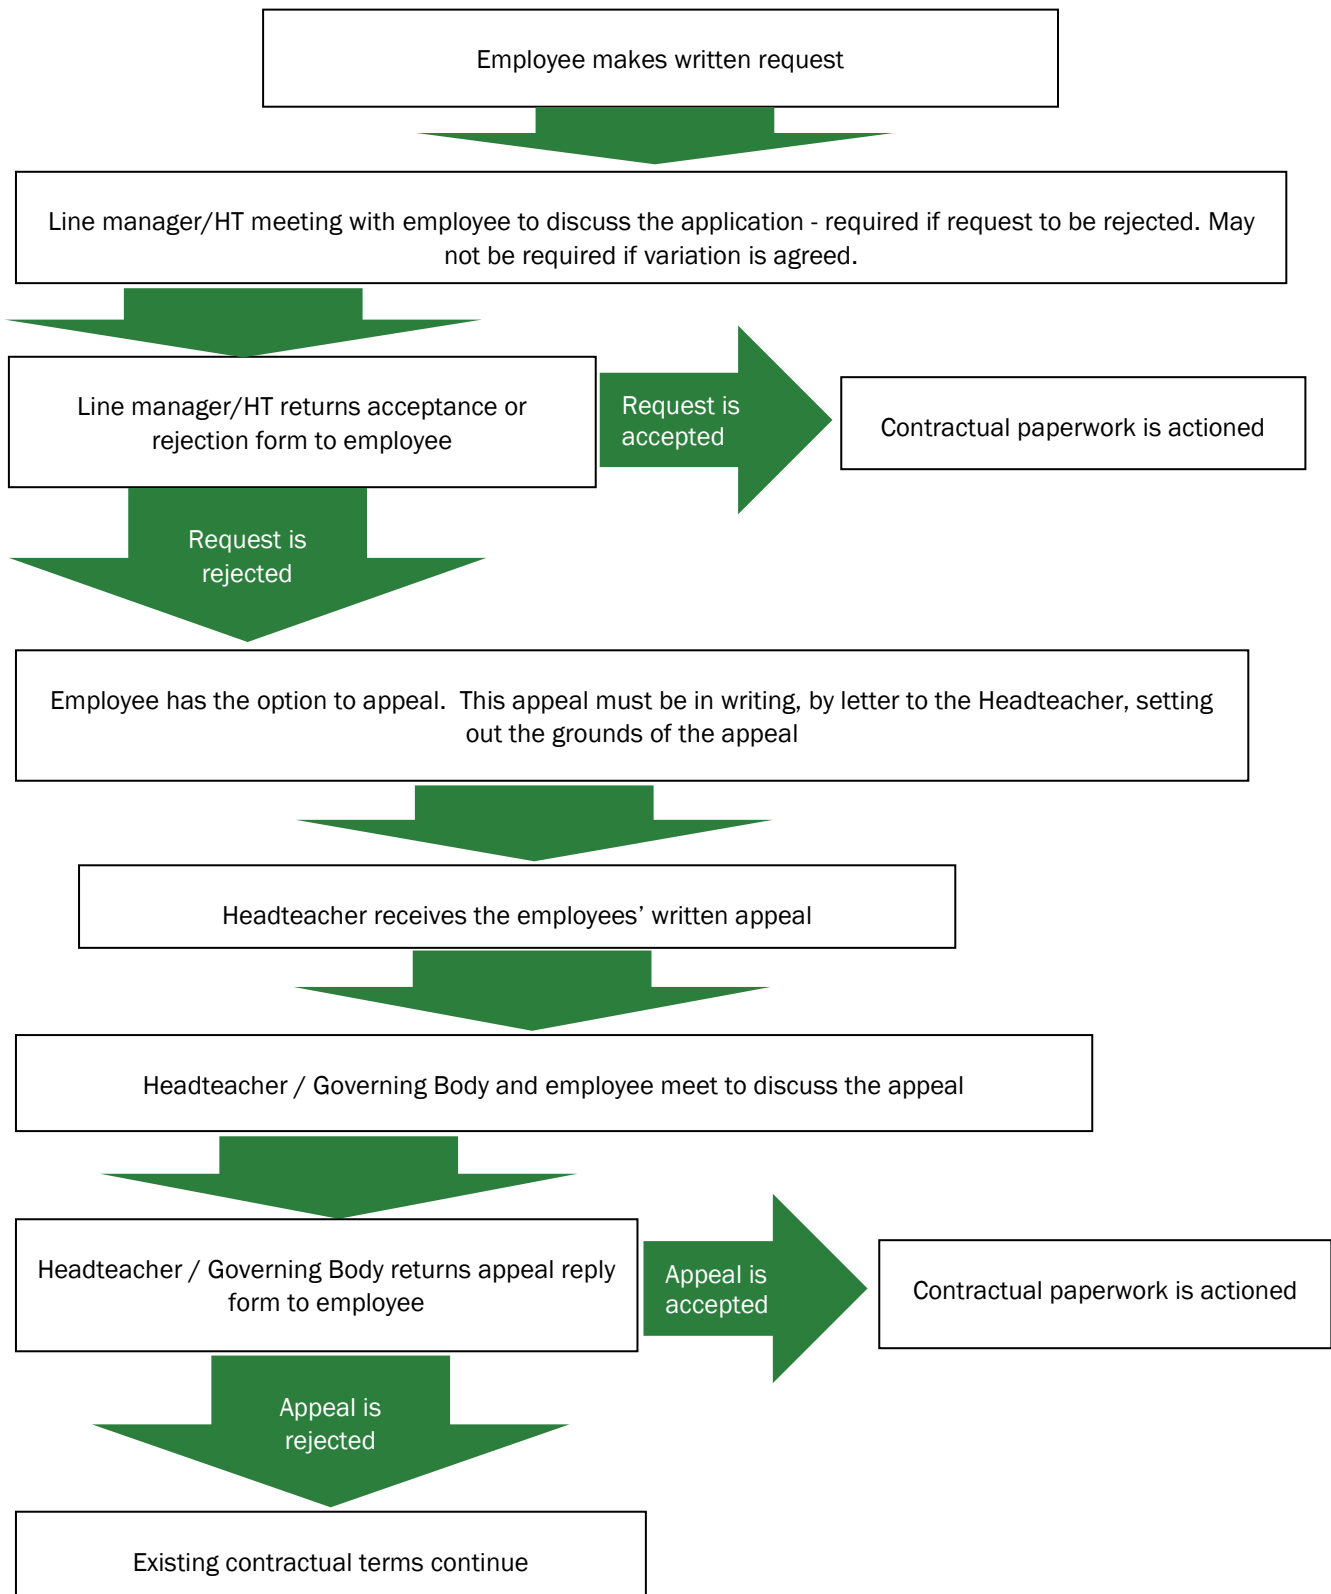 Employee makes written request
Line manager/HT meeting with employee to discuss the application - required if request to be rejected. May
not be required if variation is agreed.
Line manager/HT returns acceptance or
rejection form to employee
Request is
accepted
Contractual paperwork is actioned
Request is
rejected
Employee has the option to appeal.  This appeal must be in writing, by letter to the Headteacher, setting
out the grounds of the appeal
Headteacher receives the employees’ written appeal
Headteacher / Governing Body and employee meet to discuss the appeal
Headteacher / Governing Body returns appeal reply
form to employee
Appeal is
accepted
Contractual paperwork is actioned
Appeal is
rejected
Existing contractual terms continue